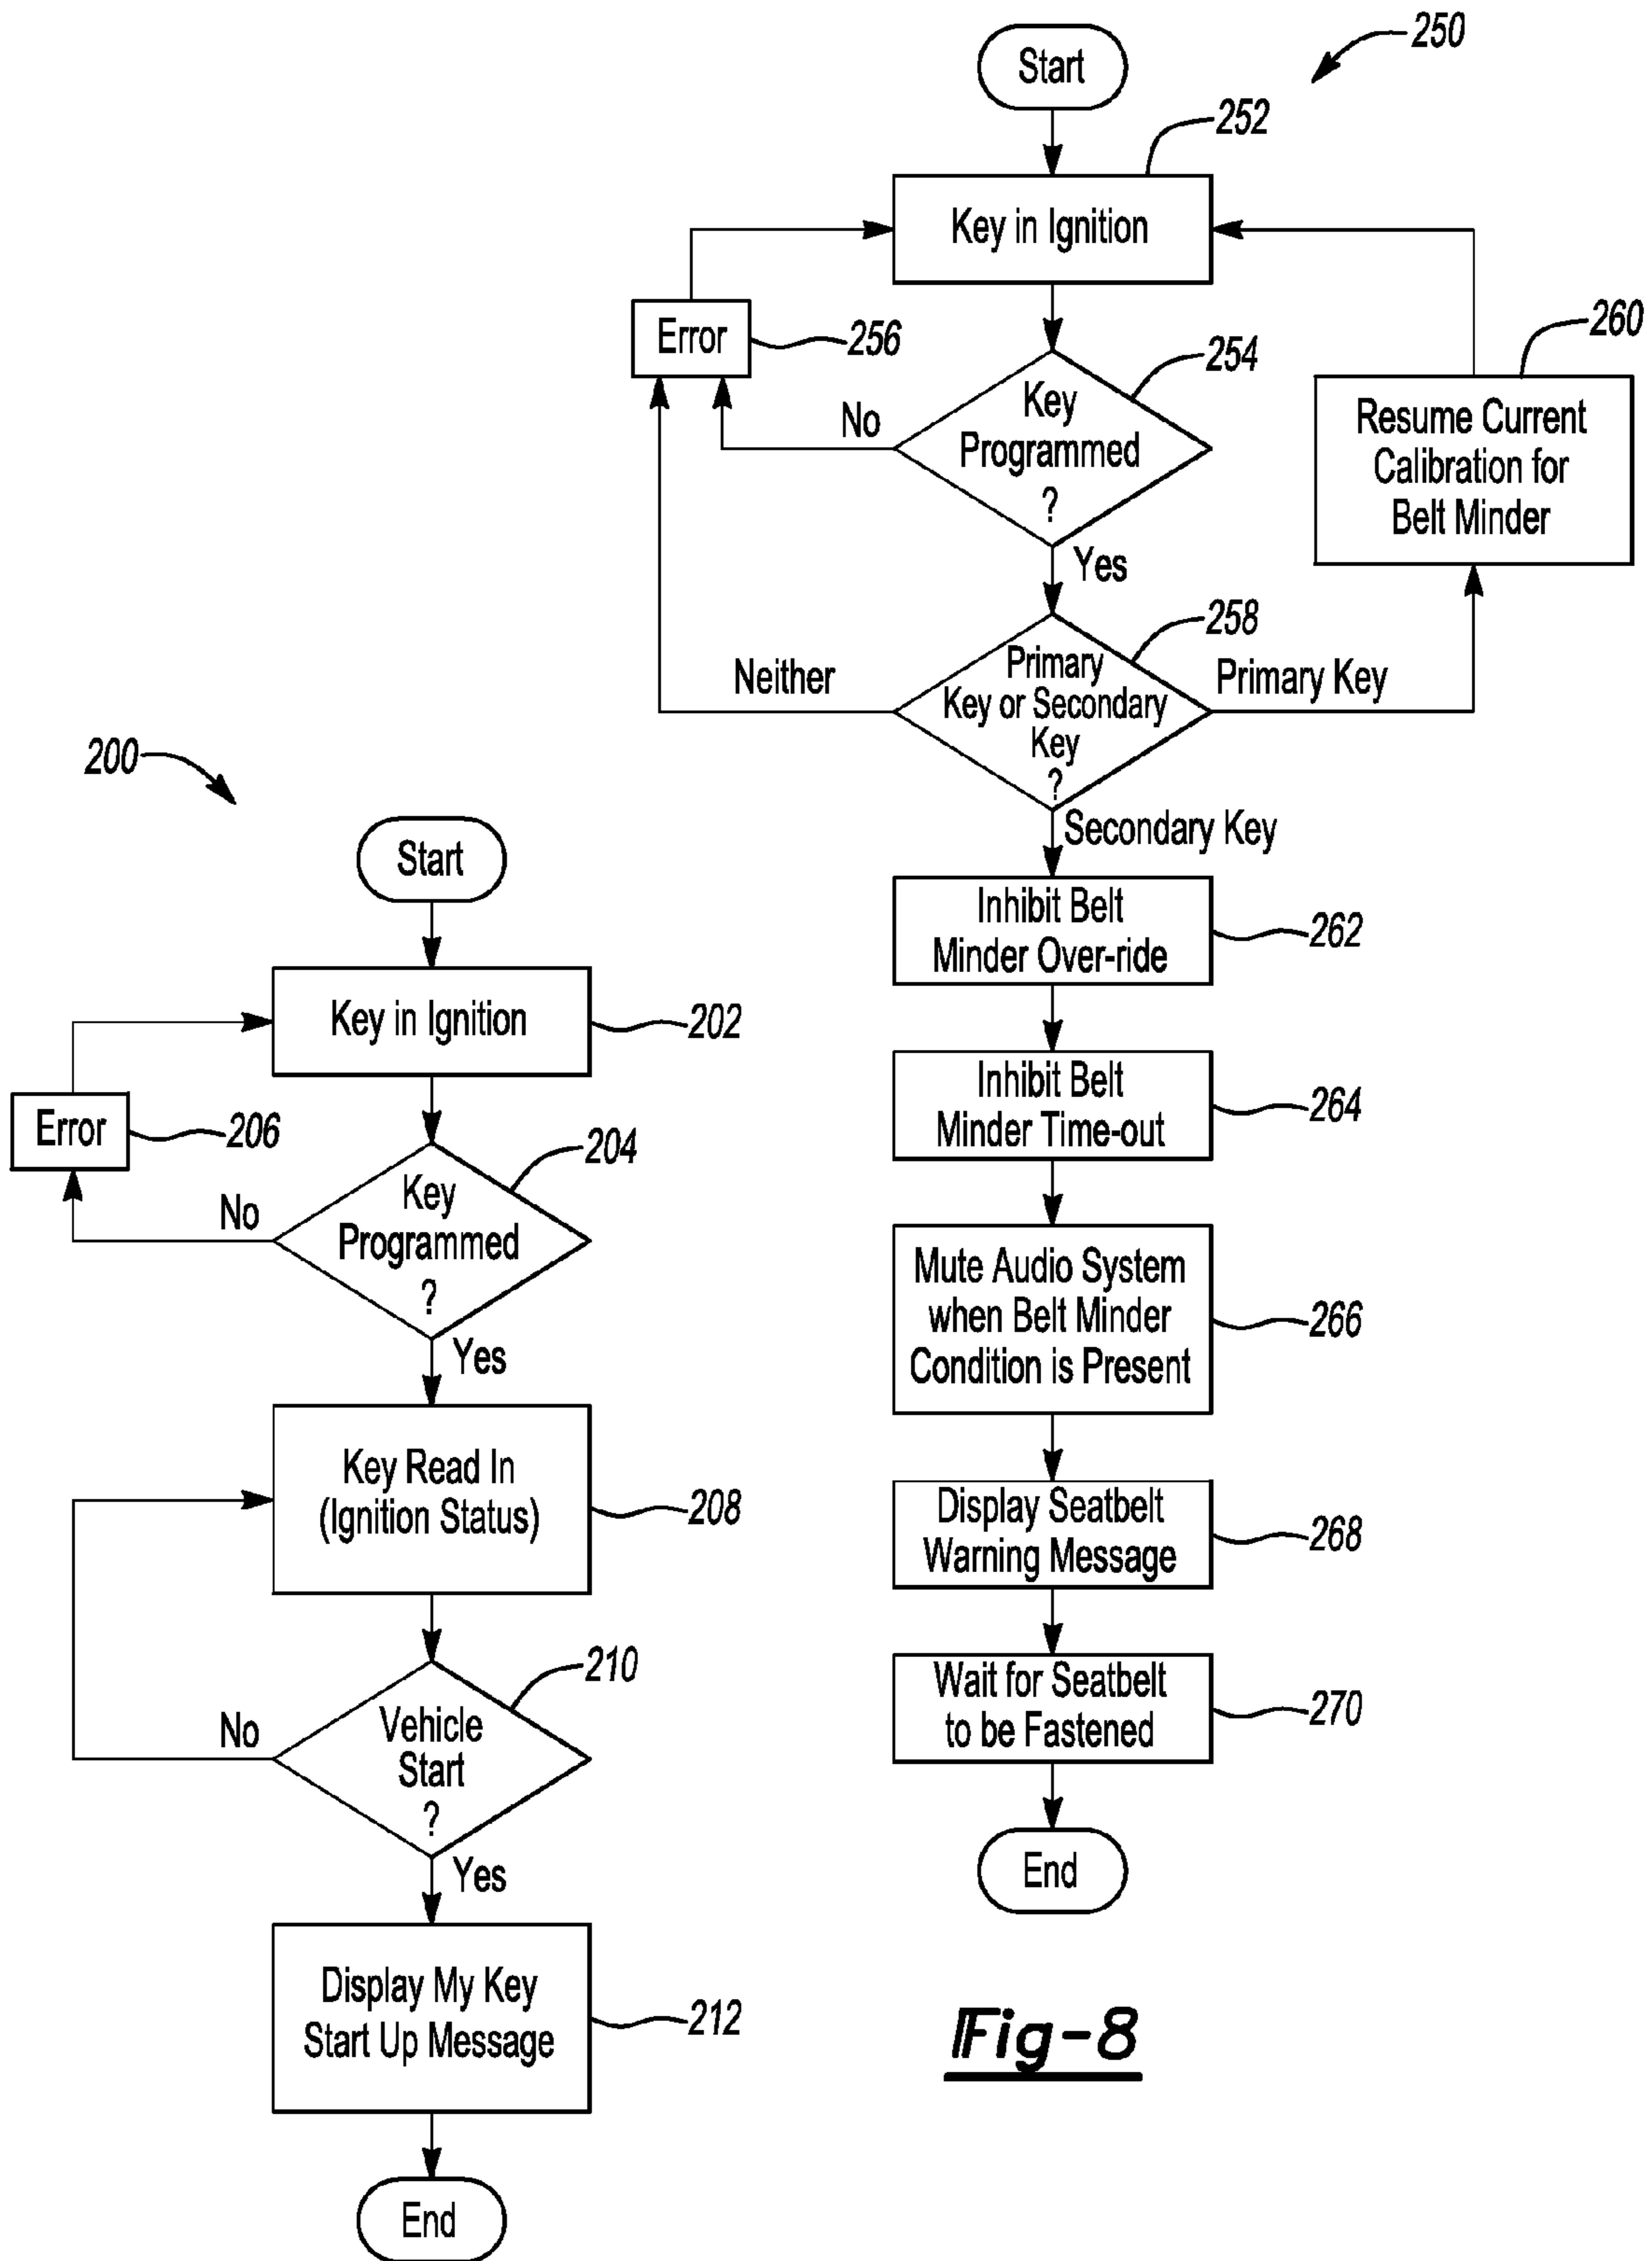 250
Start
252
Key in Ignition
Error
256
254
260
Key
Programmed
?
No
Resume Current
Calibration for
Belt Minder
Yes
258
Neither
Primary
Key or Secondary
Key
?
Primary Key
Secondary Key
Inhibit Belt
Minder Over-ride
262
Inhibit Belt
Minder Time-out
264
Mute Audio System
when Belt Minder
Condition is Present
266
Display Seatbelt
Warning Message
268
Wait for Seatbelt
to be Fastened
270
End
Fig-8
200
Start
Key in Ignition
202
Error
206
204
Key
Programmed
?
No
Yes
Key Read In
(Ignition Status)
208
210
No
Vehicle
Start
?
Yes
Display My Key
Start Up Message
212
End